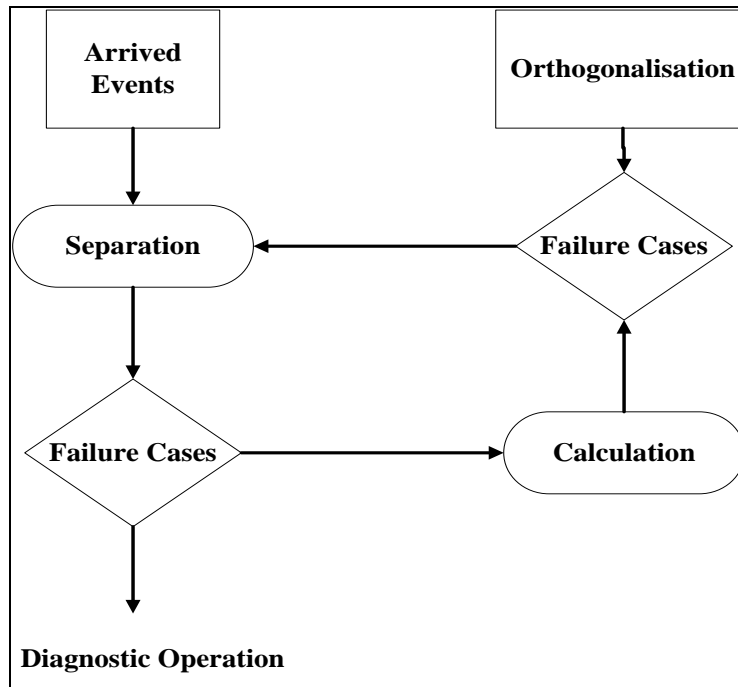 Arrived
Events
Orthogonalisation
Separation
Failure Cases
Failure Cases
Calculation
Diagnostic Operation